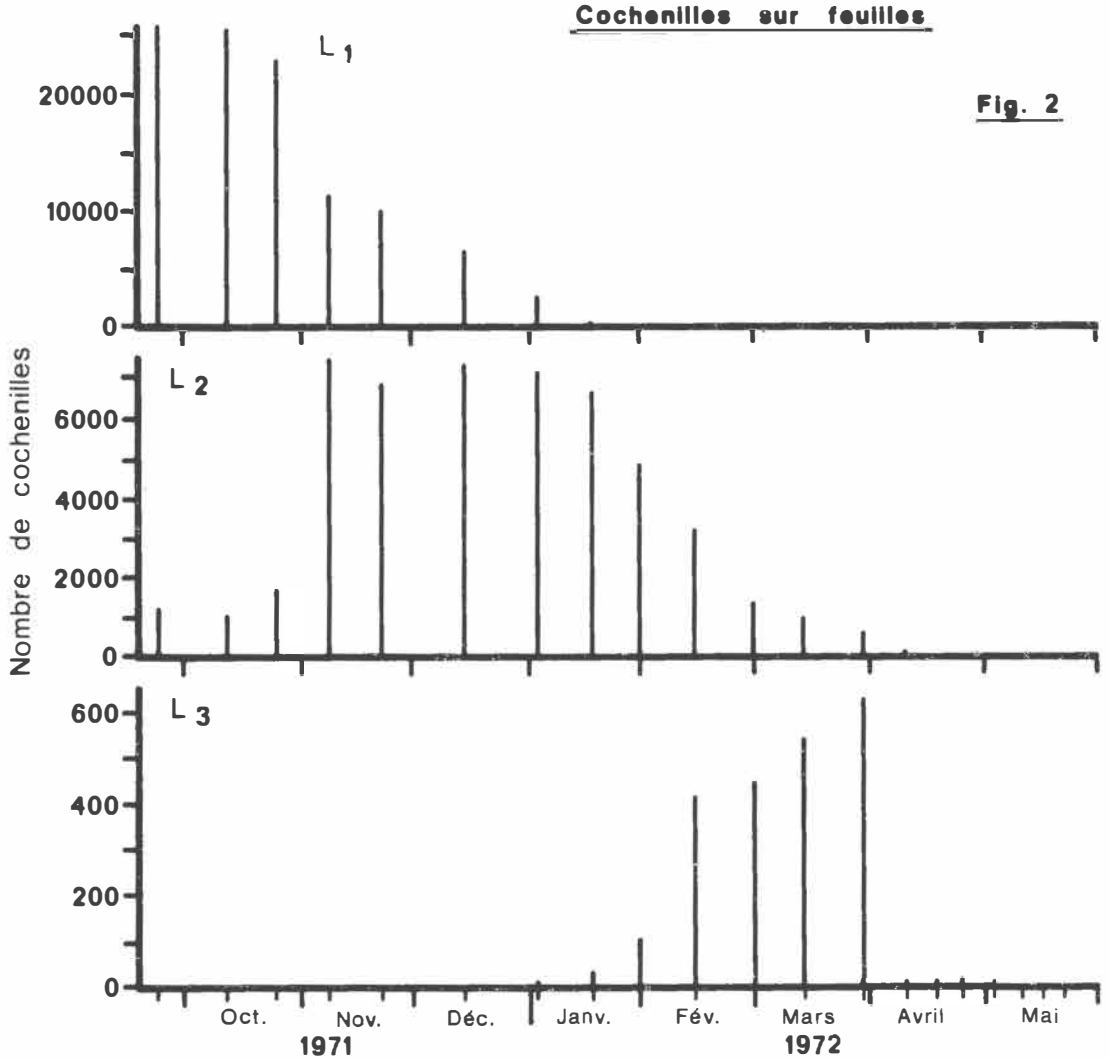 Cochenilles sur feuilles
Fig. 2
Nombre de cochenilles
L 1
20000
10000
0
L 2
6000
4000
2000
0
L 3
600
400
200
0
Oct. Nov. Déc. Janv. Fév. Mars Avril Mai
1971 1972